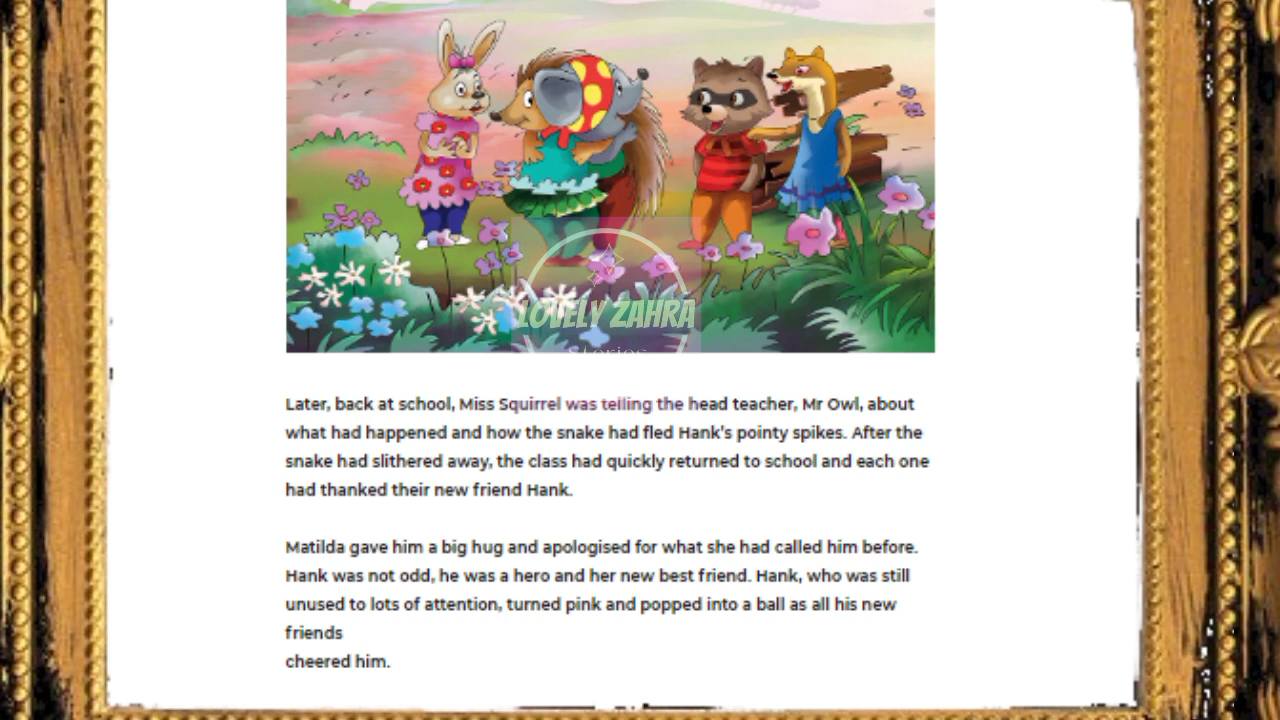 LOVELY ZAHRA
Stories
Later, back at school, Miss Squirrel was telling the head teacher, Mr Owl, about
what had happened and how the snake had fled Hank's pointy spikes. After the
snake had slithered away, the class had quickly returned to school and each one
had thanked their new friend Hank.
Matilda gave him a big hug and apologised for what she had called him before.
Hank was not odd, he was a hero and her new best friend. Hank, who was still
unused to lots of attention, turned pink and popped into a ball as all his new
friends
cheered him.